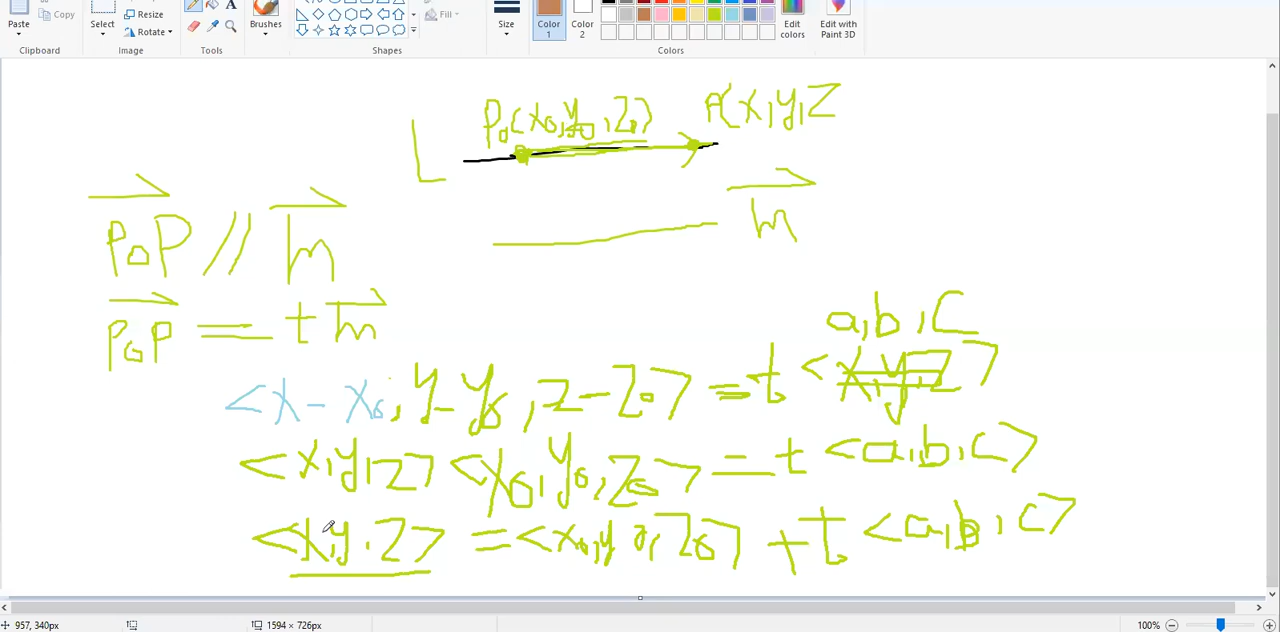 Paste
Copy
Select
Resize
Rotate
A
Brushes
Fill
Size
Color
1
Color
2
Edit
colors
Edit with
Paint 3D
Clipboard
Image
Tools
Shapes
Colors
L
P₀(x₀,y₀,z₀)
P(x,y,z
m
P₀P // m
P₀P = t m
a,b,c
<x-x₀,y-y₀,z-z₀> = t <x,y,z>
<x,y,z> <x₀,y₀,z₀> = t <a,b,c>
<x,y,z> = <x₀,y₀,z₀> + t <a,b,c>
957, 340px
1594 × 726px
100%